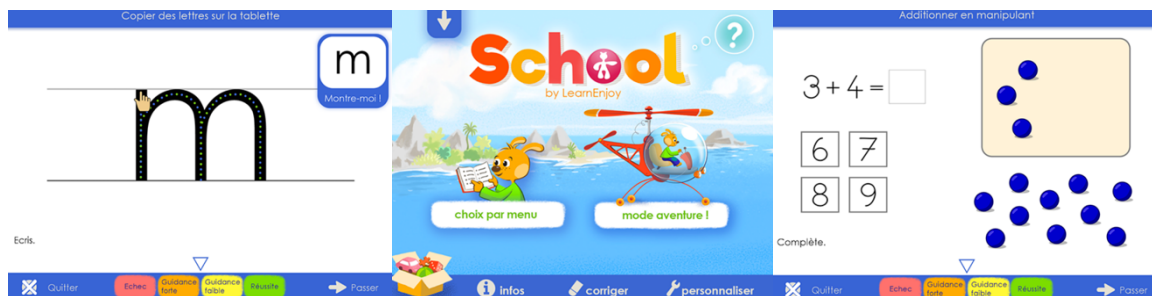 Copier des lettres sur la tablette
m
Montre-moi !
m
Ecris.
Quitter
Echec
Guidance forte
Guidance faible
Réussite
Passer
School
by LearnEnjoy
?
choix par menu
mode aventure !
infos
corriger
personnaliser
Additionner en manipulant
3 + 4 =
6 7
8 9
Complète.
Quitter
Echec
Guidance forte
Guidance faible
Réussite
Passer